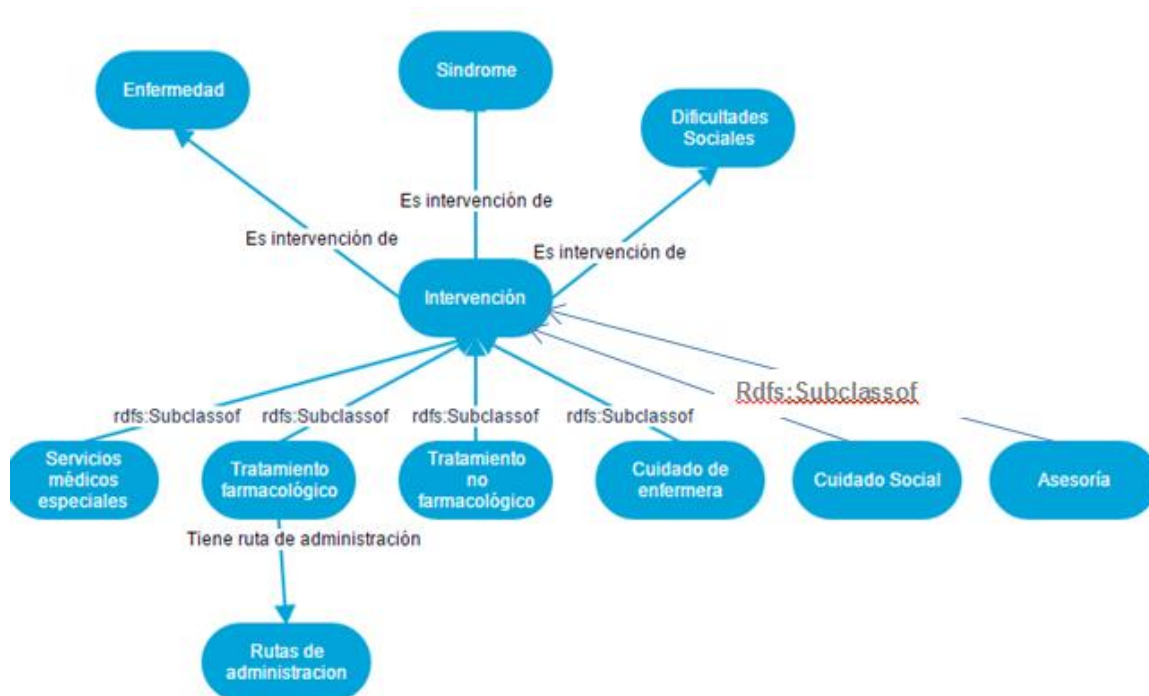 Sindrome
Enfermedad
Dificultades
Sociales
Es intervención de
Es intervención de
Es intervención de
Intervención
Rdfs:Subclassof
rdfs:Subclassof
rdfs:Subclassof
rdfs:Subclassof
rdfs:Subclassof
Servicios
médicos
especiales
Tratamiento
farmacológico
Tratamiento
no
farmacológico
Cuidado de
enfermera
Cuidado Social
Asesoría
Tiene ruta de administración
Rutas de
administracion